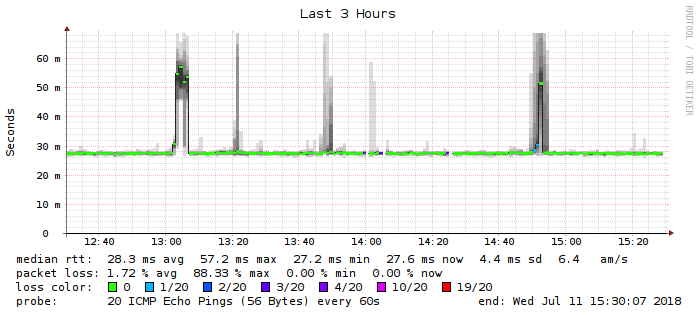 Last 3 Hours
RRDTOOL / TOBI OETIKER
Seconds
60 m
50 m
40 m
30 m
20 m
10 m
0
12:40 13:00 13:20 13:40 14:00 14:20 14:40 15:00 15:20
median rtt: 28.3 ms avg 57.2 ms max 27.2 ms min 27.6 ms now 4.4 ms sd 6.4 am/s
packet loss: 1.72 % avg 88.33 % max 0.00 % min 0.00 % now
loss color: 0 1/20 2/20 3/20 4/20 10/20 19/20
probe: 20 ICMP Echo Pings (56 Bytes) every 60s end: Wed Jul 11 15:30:07 2018